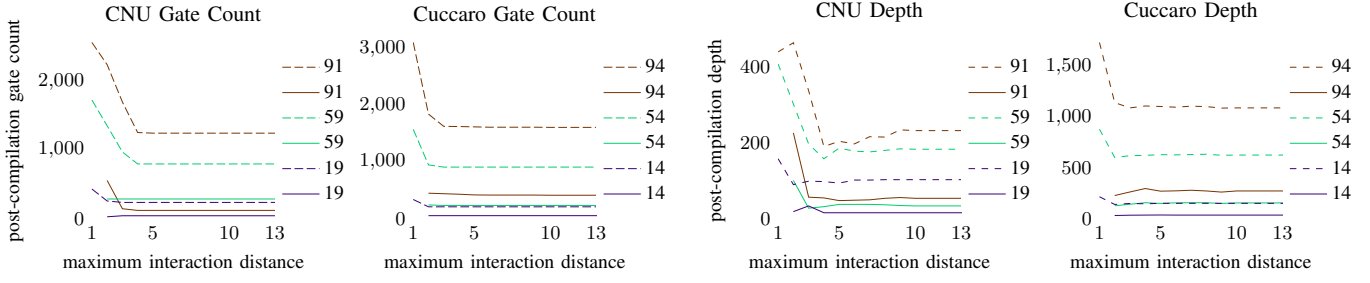 CNU Gate Count
post-compilation gate count
2,000
1,000
0
1 5 10 13
maximum interaction distance
91
91
59
59
19
19
Cuccaro Gate Count
3,000
2,000
1,000
0
1 5 10 13
maximum interaction distance
94
94
54
54
14
14
CNU Depth
post-compilation depth
400
200
0
1 5 10 13
maximum interaction distance
91
91
59
59
19
19
Cuccaro Depth
1,500
1,000
500
0
1 5 10 13
maximum interaction distance
94
94
54
54
14
14